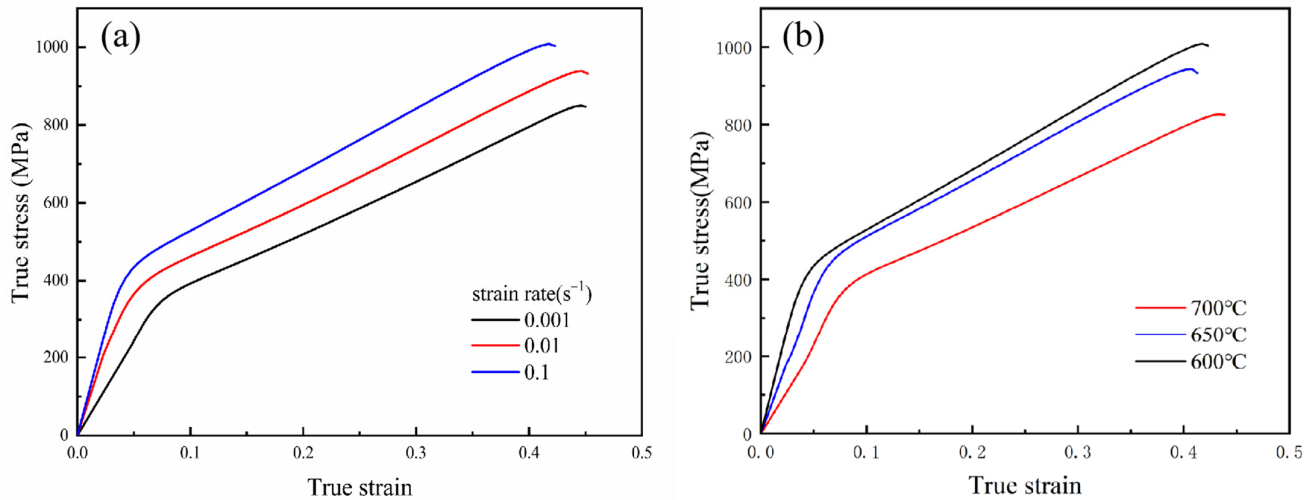 (a)
True stress (MPa)
1000
800
600
400
200
0
0.0 0.1 0.2 0.3 0.4 0.5
True strain
strain rate(s⁻¹)
0.001
0.01
0.1
(b)
True stress(MPa)
1000
800
600
400
200
0
0.0 0.1 0.2 0.3 0.4 0.5
True strain
700℃
650℃
600℃